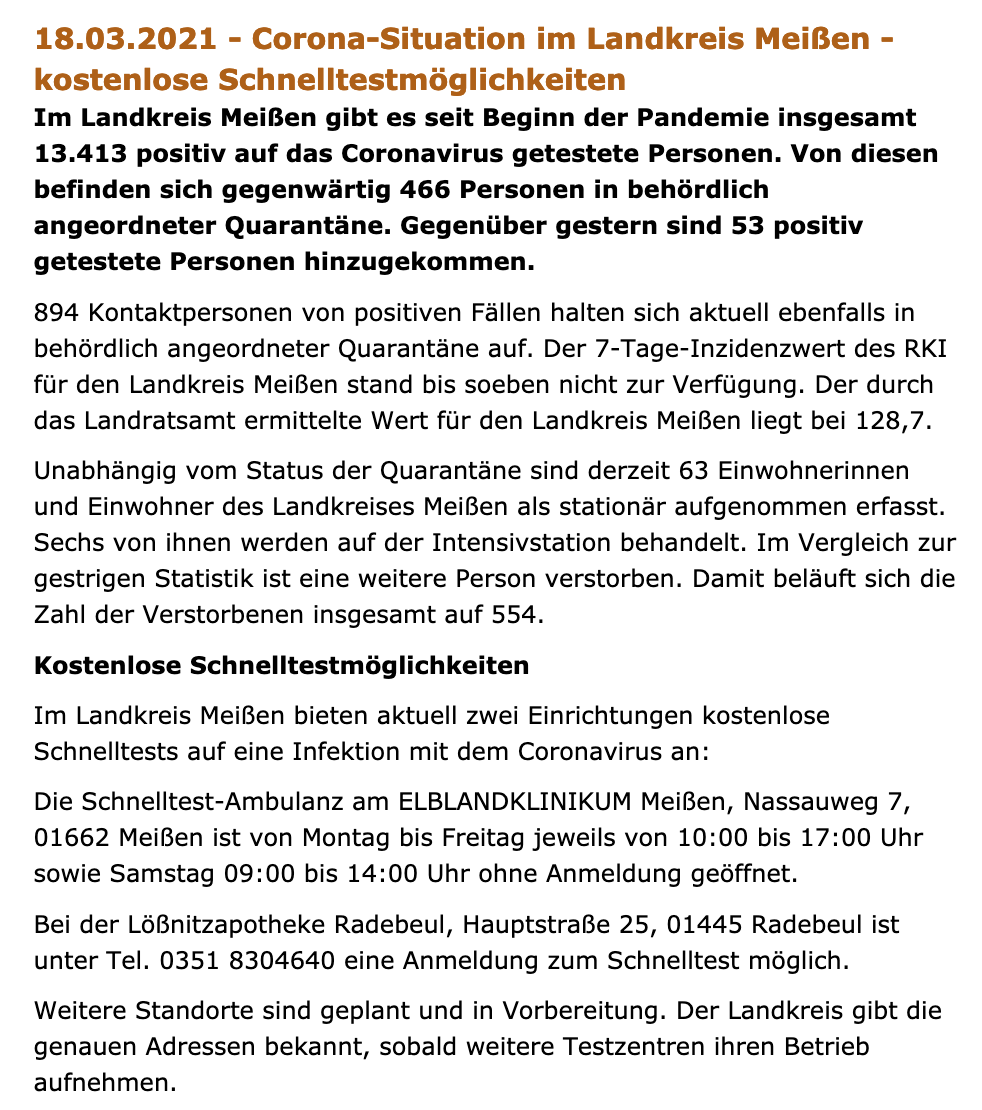 18.03.2021 - Corona-Situation im Landkreis Meißen -
kostenlose Schnelltestmöglichkeiten
Im Landkreis Meißen gibt es seit Beginn der Pandemie insgesamt
13.413 positiv auf das Coronavirus getestete Personen. Von diesen
befinden sich gegenwärtig 466 Personen in behördlich
angeordneter Quarantäne. Gegenüber gestern sind 53 positiv
getestete Personen hinzugekommen.
894 Kontaktpersonen von positiven Fällen halten sich aktuell ebenfalls in
behördlich angeordneter Quarantäne auf. Der 7-Tage-Inzidenzwert des RKI
für den Landkreis Meißen stand bis soeben nicht zur Verfügung. Der durch
das Landratsamt ermittelte Wert für den Landkreis Meißen liegt bei 128,7.
Unabhängig vom Status der Quarantäne sind derzeit 63 Einwohnerinnen
und Einwohner des Landkreises Meißen als stationär aufgenommen erfasst.
Sechs von ihnen werden auf der Intensivstation behandelt. Im Vergleich zur
gestrigen Statistik ist eine weitere Person verstorben. Damit beläuft sich die
Zahl der Verstorbenen insgesamt auf 554.
Kostenlose Schnelltestmöglichkeiten
Im Landkreis Meißen bieten aktuell zwei Einrichtungen kostenlose
Schnelltests auf eine Infektion mit dem Coronavirus an:
Die Schnelltest-Ambulanz am ELBLANDKLINIKUM Meißen, Nassauweg 7,
01662 Meißen ist von Montag bis Freitag jeweils von 10:00 bis 17:00 Uhr
sowie Samstag 09:00 bis 14:00 Uhr ohne Anmeldung geöffnet.
Bei der Lößnitzapotheke Radebeul, Hauptstraße 25, 01445 Radebeul ist
unter Tel. 0351 8304640 eine Anmeldung zum Schnelltest möglich.
Weitere Standorte sind geplant und in Vorbereitung. Der Landkreis gibt die
genauen Adressen bekannt, sobald weitere Testzentren ihren Betrieb
aufnehmen.